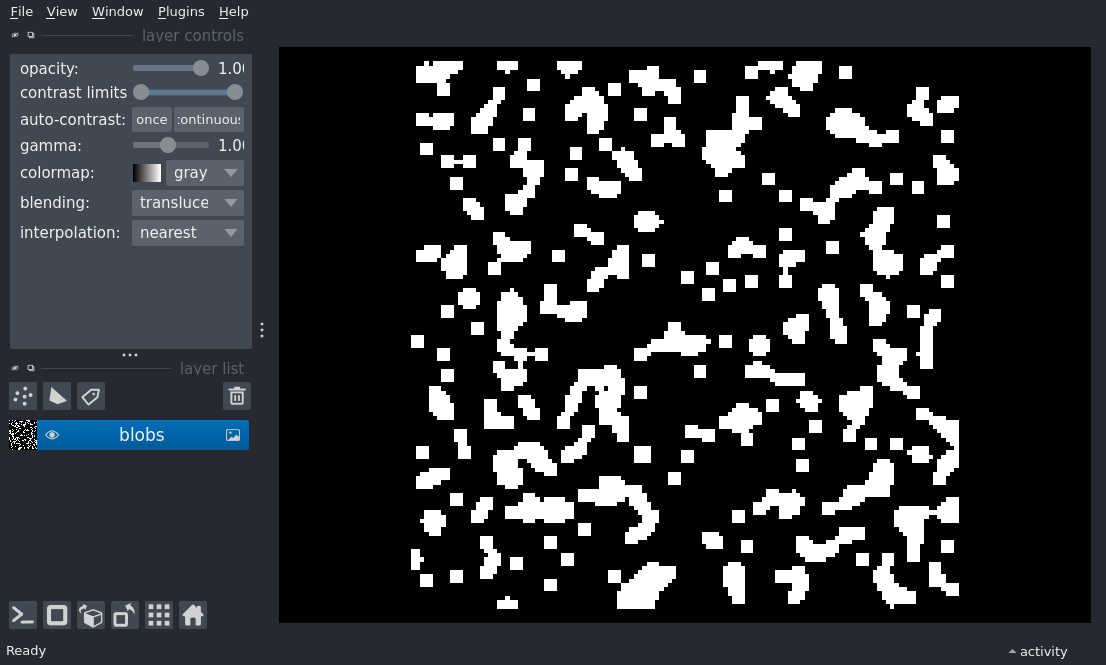 File View Window Plugins Help
layer controls
opacity: 1.00
contrast limits
auto-contrast: once continuous
gamma: 1.00
colormap: gray
blending: transluce
interpolation: nearest
layer list
blobs
Ready
activity